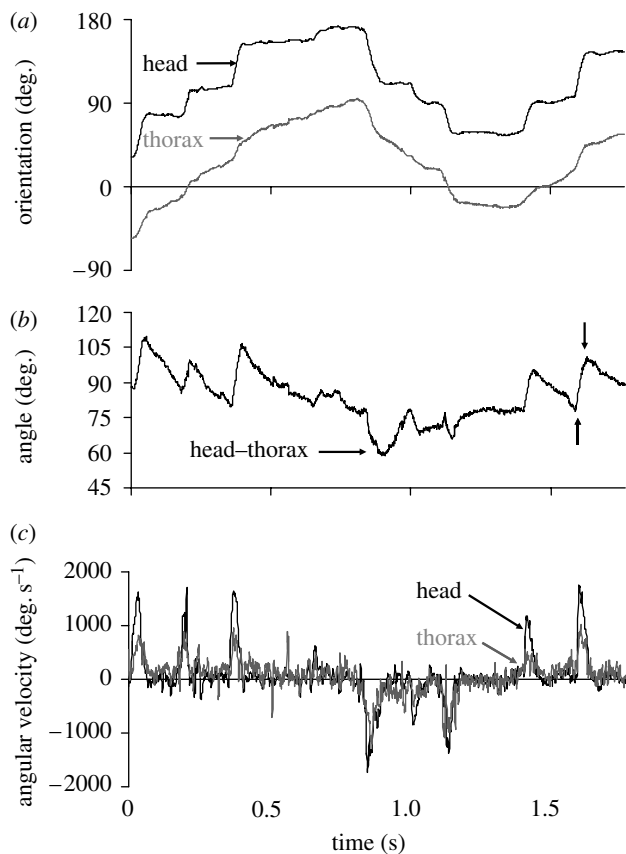 (a)
180
90
0
−90
orientation (deg.)
head
thorax
(b)
120
105
90
75
60
45
angle (deg.)
head–thorax
(c)
2000
1000
0
−1000
−2000
angular velocity (deg. s⁻¹)
head
thorax
0 0.5 1.0 1.5
time (s)